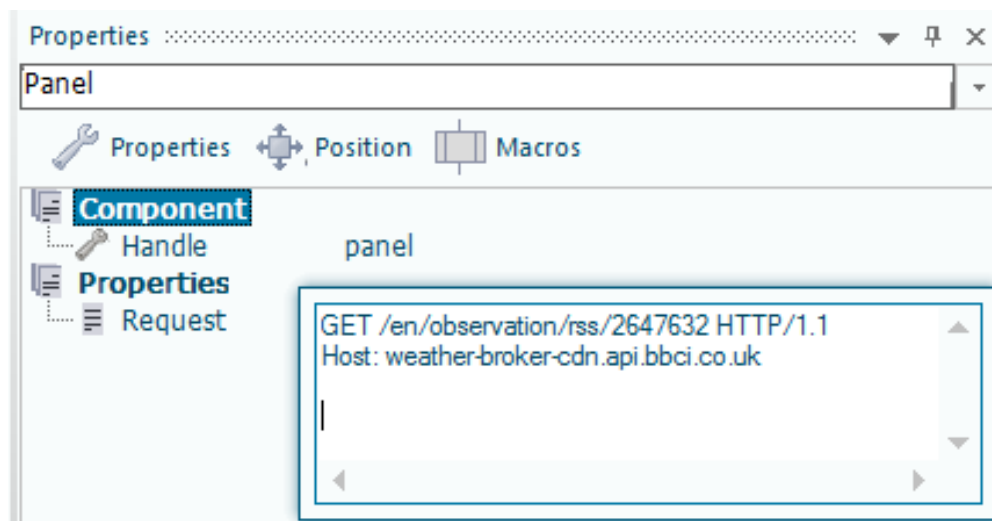 Properties
Panel
Properties Position Macros
Component
Handle panel
Properties
Request
GET /en/observation/rss/2647632 HTTP/1.1
Host: weather-broker-cdn.api.bbci.co.uk